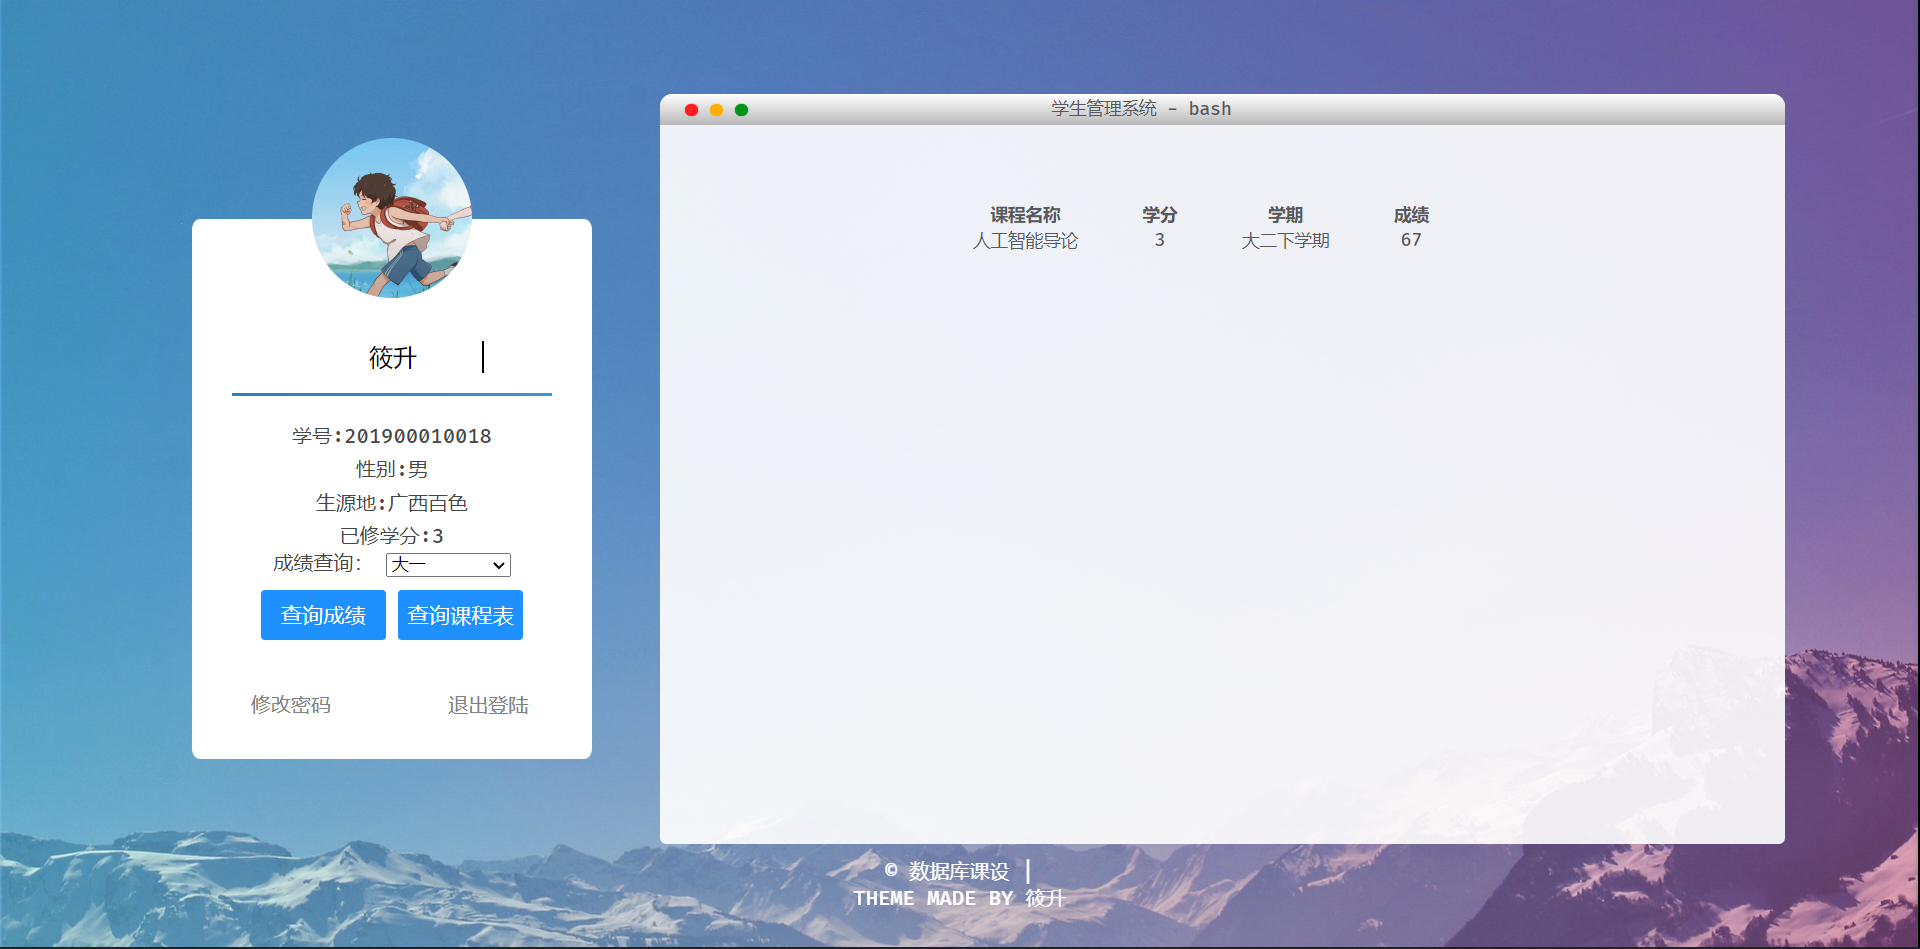 筱升
学号:201900010018
性别:男
生源地:广西百色
已修学分:3
成绩查询: 大一
查询成绩 查询课程表
修改密码 退出登陆
学生管理系统 - bash
课程名称 学分 学期 成绩
人工智能导论 3 大二下学期 67
© 数据库课设 |
THEME MADE BY 筱升